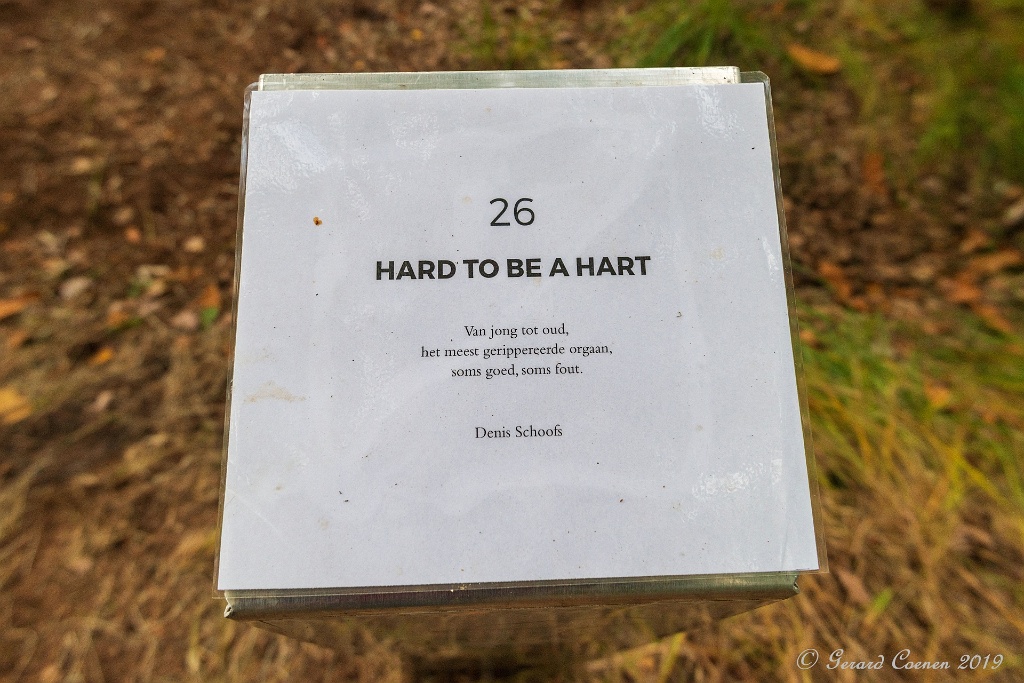 26
HARD TO BE A HART
Van jong tot oud,
het meest gerippereerde orgaan,
soms goed, soms fout.
Denis Schoofs
© Gerard Coenen 2019